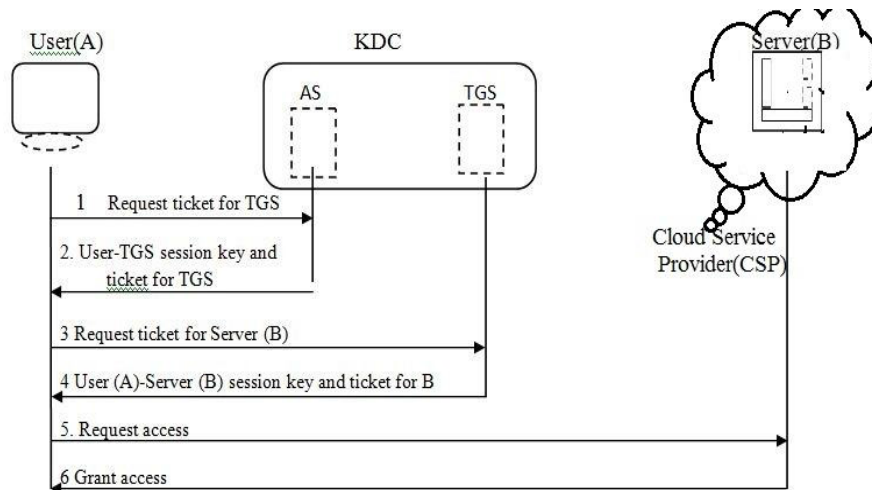 User(A)
KDC
Server(B)
AS
TGS
1 Request ticket for TGS
2. User-TGS session key and
ticket for TGS
Cloud Service
Provider(CSP)
3 Request ticket for Server (B)
4 User (A)-Server (B) session key and ticket for B
5. Request access
6 Grant access